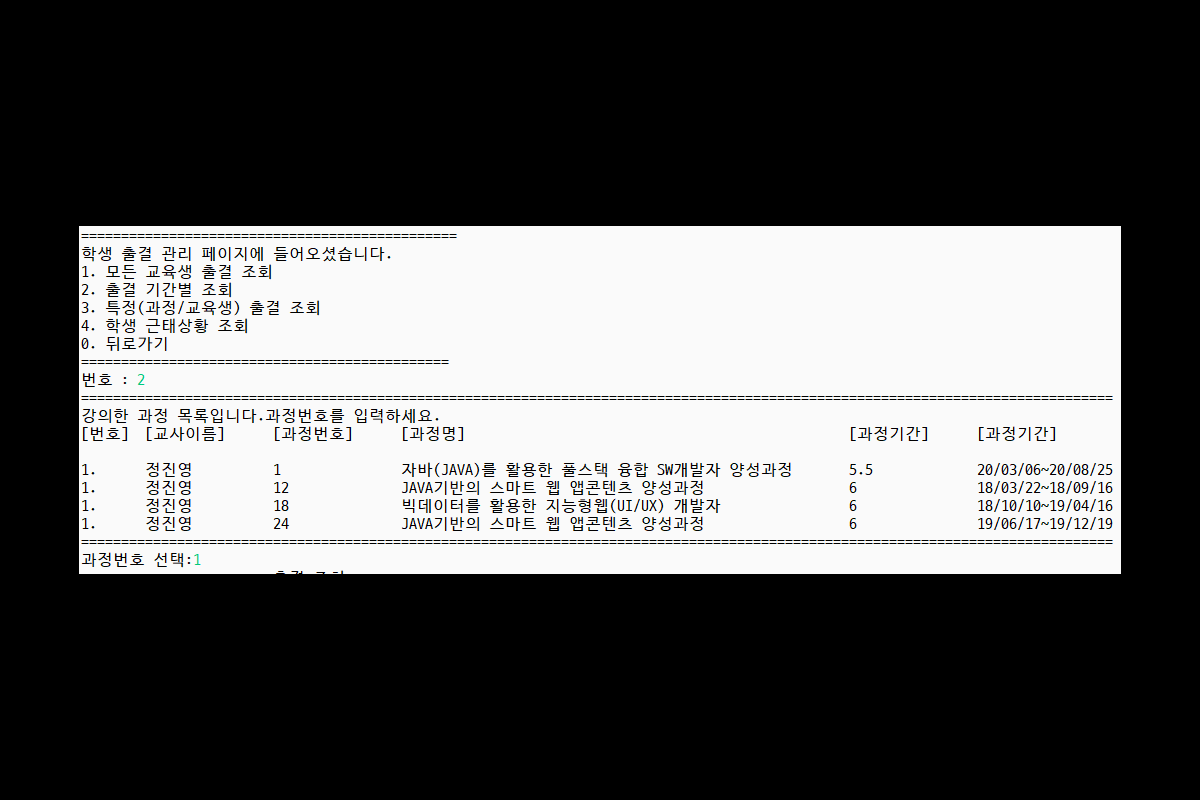 ===============================================
학생 출결 관리 페이지에 들어오셨습니다.
1. 모든 교육생 출결 조회
2. 출결 기간별 조회
3. 특정(과정/교육생) 출결 조회
4. 학생 근태상황 조회
0. 뒤로가기
==============================================
번호 : 2
=================================================================================================================================
강의한 과정 목록입니다.과정번호를 입력하세요.
[번호] [교사이름] [과정번호] [과정명] [과정기간] [과정기간]
1. 정진영 1 자바(JAVA)를 활용한 풀스택 융합 SW개발자 양성과정 5.5 20/03/06~20/08/25
1. 정진영 12 JAVA기반의 스마트 웹 앱콘텐츠 양성과정 6 18/03/22~18/09/16
1. 정진영 18 빅데이터를 활용한 지능형웹(UI/UX) 개발자 6 18/10/10~19/04/16
1. 정진영 24 JAVA기반의 스마트 웹 앱콘텐츠 양성과정 6 19/06/17~19/12/19
=================================================================================================================================
과정번호 선택:1